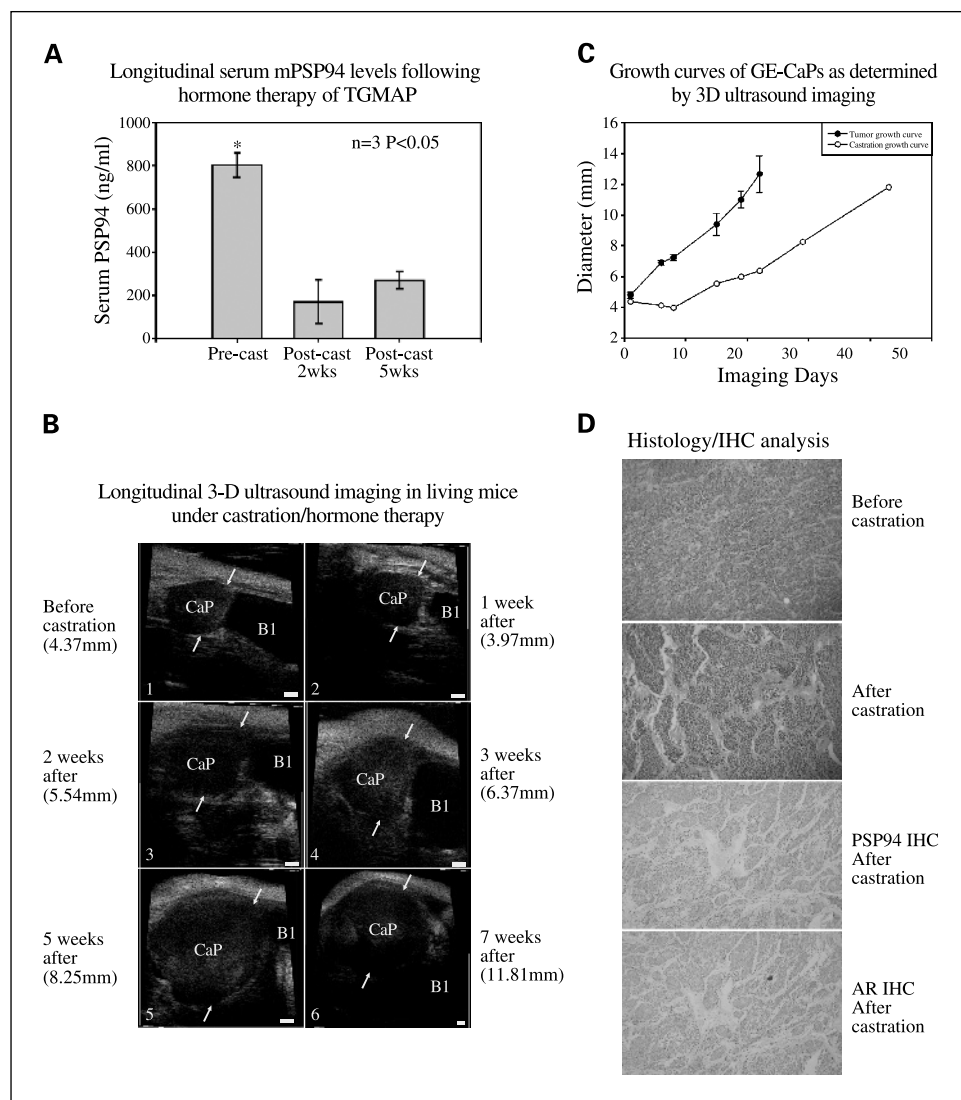 A
Longitudinal serum mPSP94 levels following
hormone therapy of TGMAP
n=3 P<0.05
*
Serum PSP94 (ng/ml)
1000
800
600
400
200
0
Pre-cast
Post-cast
2wks
Post-cast
5wks
B
Longitudinal 3-D ultrasound imaging in living mice
under castration/hormone therapy
Before
castration
(4.37mm)
CaP
B1
1
CaP
B1
2
1 week
after
(3.97mm)
2 weeks
after
(5.54mm)
CaP
B1
3
CaP
B1
4
3 weeks
after
(6.37mm)
5 weeks
after
(8.25mm)
CaP
B1
5
CaP
B1
6
7 weeks
after
(11.81mm)
C
Growth curves of GE-CaPs as determined
by 3D ultrasound imaging
Tumor growth curve
Castration growth curve
Diameter (mm)
16
14
12
10
8
6
4
2
0
10
20
30
40
50
Imaging Days
D
Histology/IHC analysis
Before
castration
After
castration
PSP94 IHC
After
castration
AR IHC
After
castration